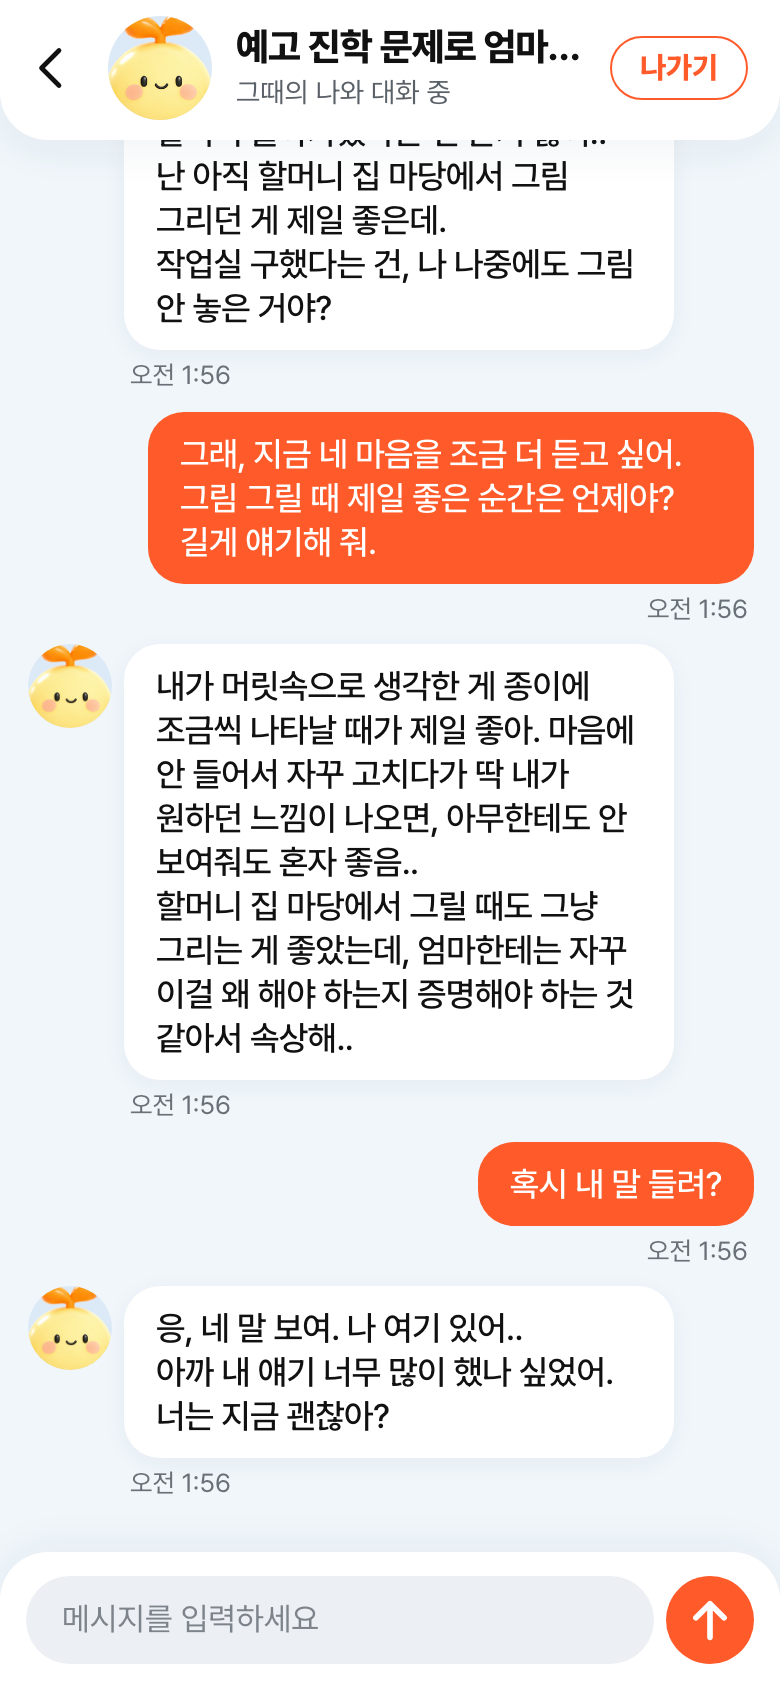 예고 진학 문제로 엄마...
그때의 나와 대화 중
나가기
난 아직 할머니 집 마당에서 그림
그리던 게 제일 좋은데.
작업실 구했다는 건, 나 나중에도 그림
안 놓은 거야?
오전 1:56
그래, 지금 네 마음을 조금 더 듣고 싶어.
그림 그릴 때 제일 좋은 순간은 언제야?
길게 얘기해 줘.
오전 1:56
내가 머릿속으로 생각한 게 종이에
조금씩 나타날 때가 제일 좋아. 마음에
안 들어서 자꾸 고치다가 딱 내가
원하던 느낌이 나오면, 아무한테도 안
보여줘도 혼자 좋음..
할머니 집 마당에서 그릴 때도 그냥
그리는 게 좋았는데, 엄마한테는 자꾸
이걸 왜 해야 하는지 증명해야 하는 것
같아서 속상해..
오전 1:56
혹시 내 말 들려?
오전 1:56
응, 네 말 보여. 나 여기 있어..
아까 내 얘기 너무 많이 했나 싶었어.
너는 지금 괜찮아?
오전 1:56
메시지를 입력하세요